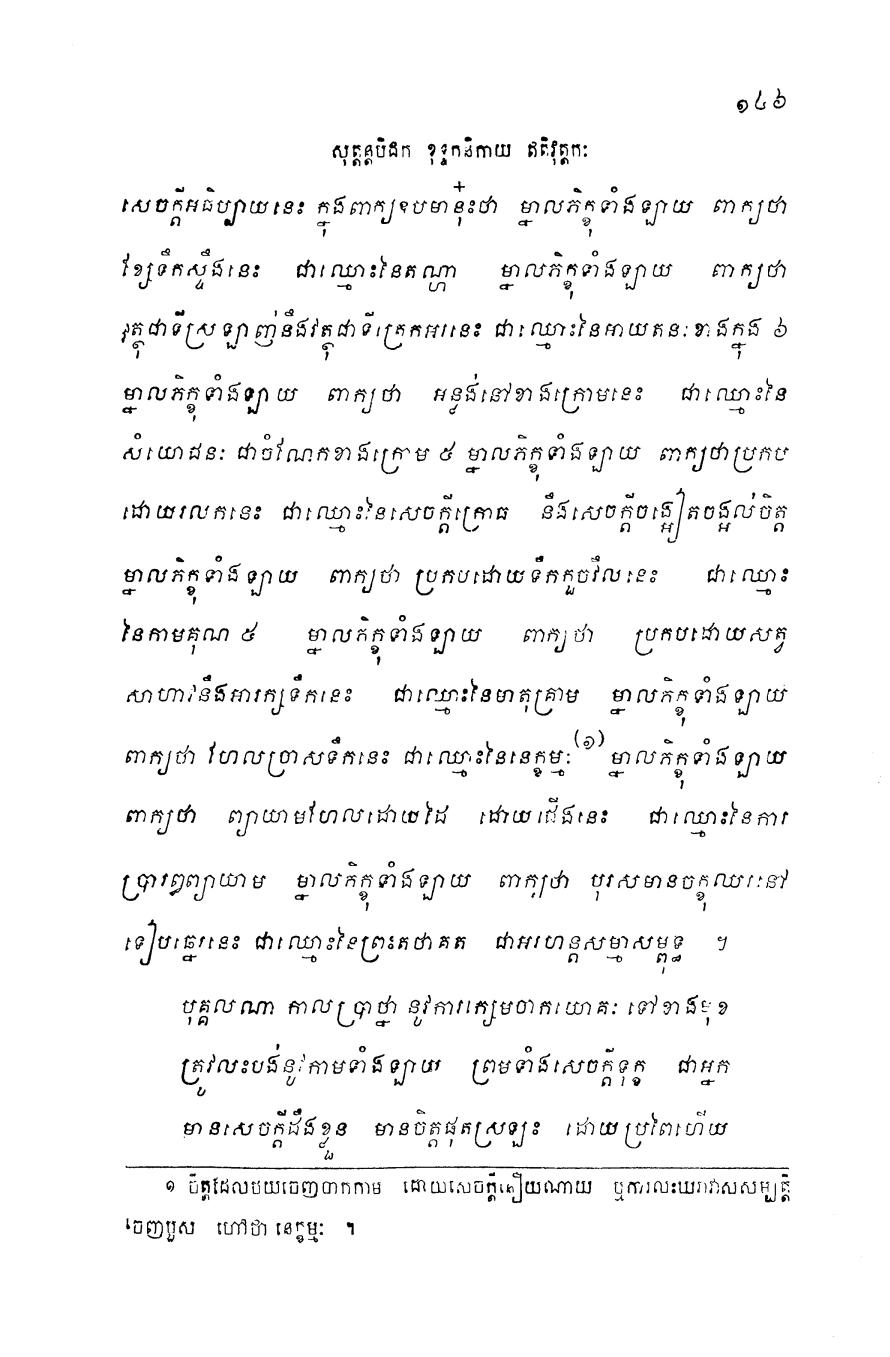 ១៤៦
សុត្តន្តបិដក ខុទ្ទកនិកាយ ឥតិវុត្តកៈ
សេចក្តីអធិប្បាយនេះ ក្នុងពាក្យឧបមានុ៎ះថា ម្នាលភិក្ខុទាំងឡាយ ពាក្យថា
ខ្សែទឹកស្ទឹងនេះ ជាឈ្មោះនៃតណ្ហា ម្នាលភិក្ខុទាំងឡាយ ពាក្យថា
វត្ថុជាទីស្រឡាញ់នឹងវត្ថុជាទីត្រេកអរនេះ ជាឈ្មោះនៃអាយតនៈខាងក្នុង ៦
ម្នាលភិក្ខុទាំងឡាយ ពាក្យថា អន្លង់នៅខាងក្រោមនេះ ជាឈ្មោះនៃ
សំយោជនៈ ជាចំណែកខាងក្រោម ៥ ម្នាលភិក្ខុទាំងឡាយ ពាក្យថាប្រកប
ដោយរលកនេះ ជាឈ្មោះនៃសេចក្តីក្រោធ នឹងសេចក្តីចង្អៀតចង្អល់ចិត្ត
ម្នាលភិក្ខុទាំងឡាយ ពាក្យថា ប្រកបដោយទឹកកួចវិលនេះ ជាឈ្មោះ
នៃកាមគុណ ៥ ម្នាលភិក្ខុទាំងឡាយ ពាក្យថា ប្រកបដោយសត្វ
សាហាវនឹងអារក្សទឹកនេះ ជាឈ្មោះនៃមាតុគ្រាម ម្នាលភិក្ខុទាំងឡាយ
ពាក្យថា ហែលច្រាសទឹកនេះ ជាឈ្មោះនៃនេក្ខម្មៈ(១) ម្នាលភិក្ខុទាំងឡាយ
ពាក្យថា ព្យាយាមហែលដោយដៃ ដោយជើងនេះ ជាឈ្មោះនៃការ
ប្រារព្ធព្យាយាម ម្នាលភិក្ខុទាំងឡាយ ពាក្យថា បុរសមានចក្ខុឈរនៅ
ទៀបឆ្នេរនេះ ជាឈ្មោះនៃព្រះតថាគត ជាអរហន្តសម្មាសម្ពុទ្ធ ។
បុគ្គលណា កាលប្រាថ្នា នូវការក្សេមចាកយោគៈ ទៅខាងមុខ
ត្រូវលះបង់នូវកាមទាំងឡាយ ព្រមទាំងសេចក្តីទុក្ខ ជាអ្នក
មានសេចក្តីដឹងខ្លួន មានចិត្តផុតស្រឡះ ដោយប្រពៃហើយ
១ ចិត្តដែលថយចេញចាកកាម ដោយសេចក្តីនឿយណាយ ឬការលះឃរាវាសសម្បត្តិ
ចេញបួស ហៅថា នេក្ខម្មៈ ។